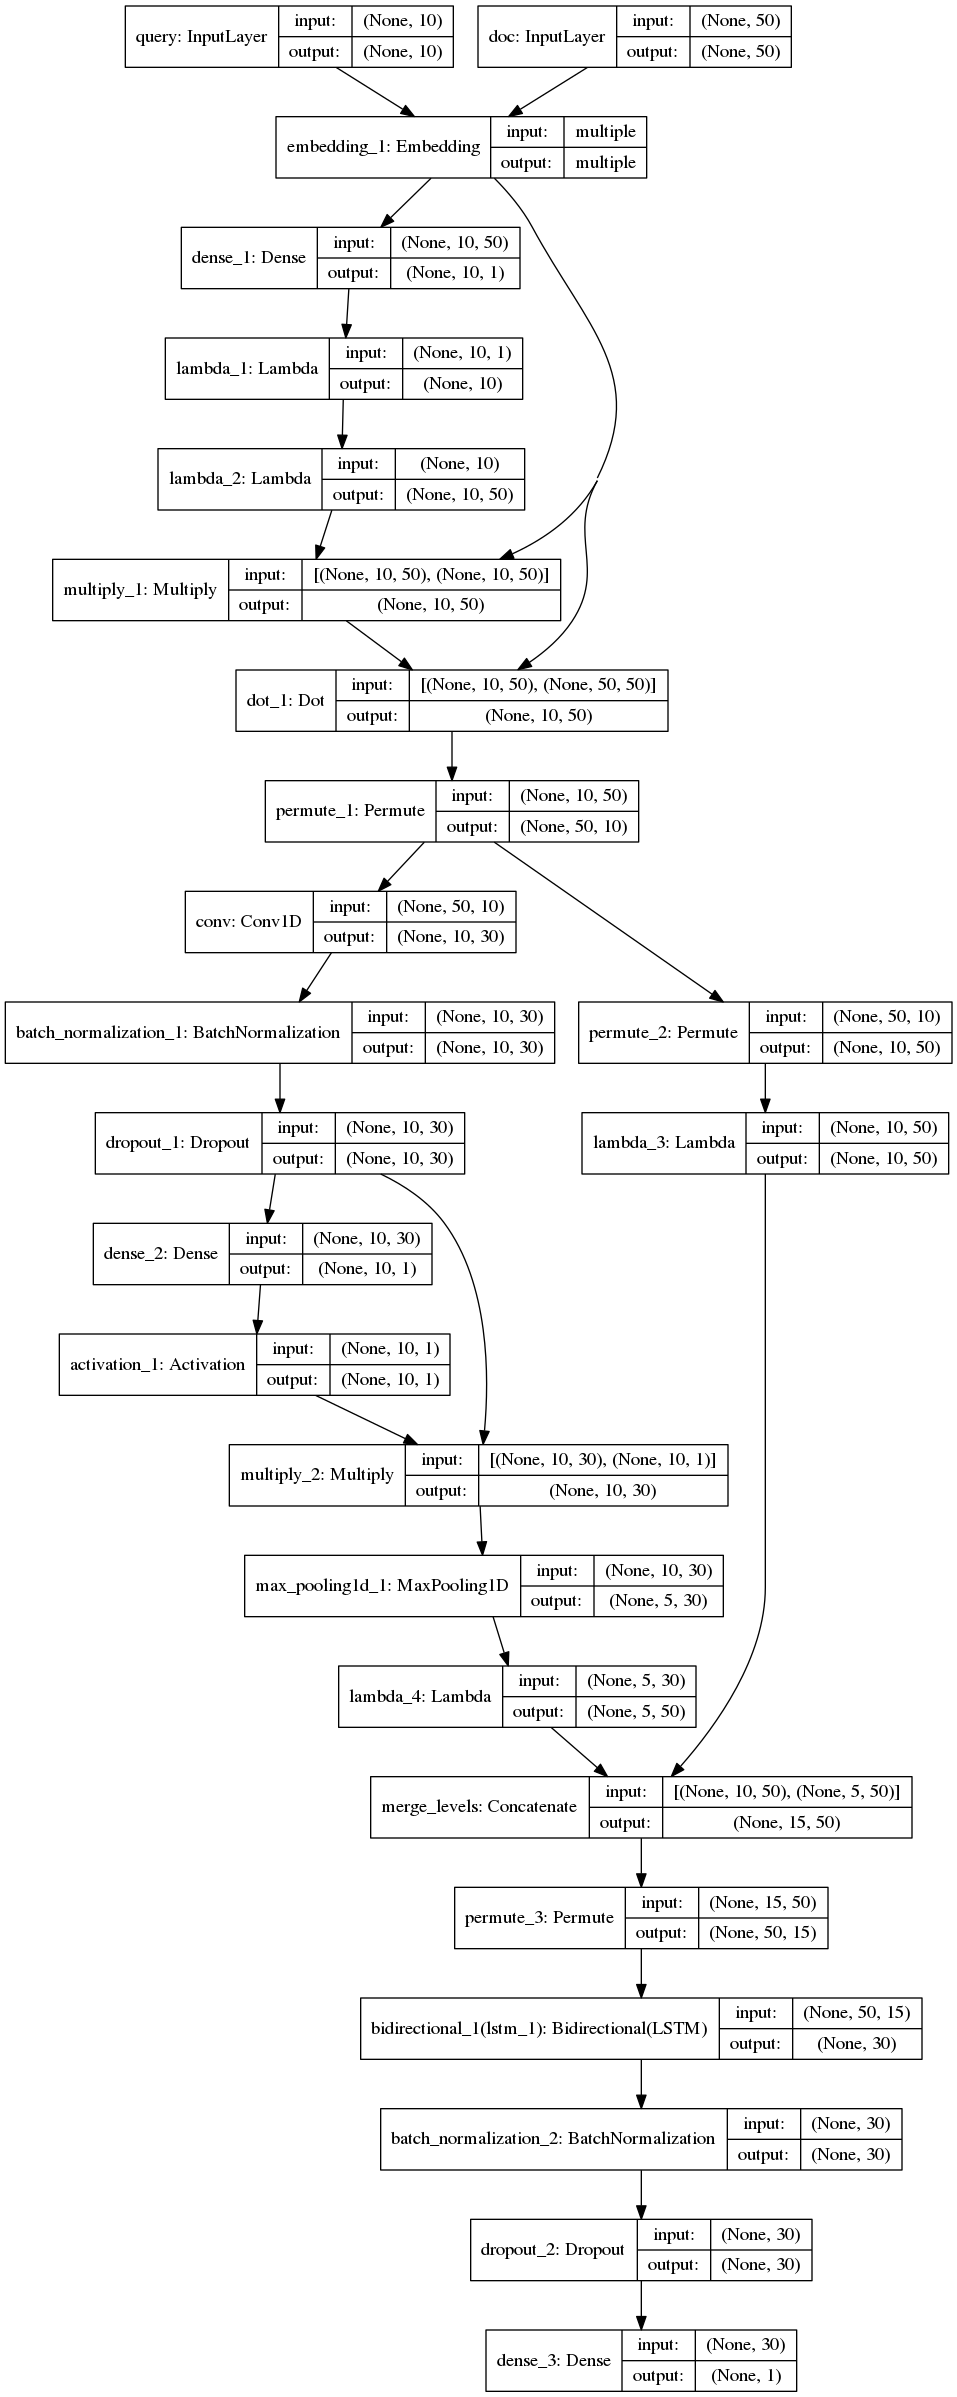 query: InputLayer
input: (None, 10)
output: (None, 10)
doc: InputLayer
input: (None, 50)
output: (None, 50)
embedding_1: Embedding
input: multiple
output: multiple
dense_1: Dense
input: (None, 10, 50)
output: (None, 10, 1)
lambda_1: Lambda
input: (None, 10, 1)
output: (None, 10)
lambda_2: Lambda
input: (None, 10)
output: (None, 10, 50)
multiply_1: Multiply
input: [(None, 10, 50), (None, 10, 50)]
output: (None, 10, 50)
dot_1: Dot
input: [(None, 10, 50), (None, 50, 50)]
output: (None, 10, 50)
permute_1: Permute
input: (None, 10, 50)
output: (None, 50, 10)
conv: Conv1D
input: (None, 50, 10)
output: (None, 10, 30)
batch_normalization_1: BatchNormalization
input: (None, 10, 30)
output: (None, 10, 30)
permute_2: Permute
input: (None, 50, 10)
output: (None, 10, 50)
dropout_1: Dropout
input: (None, 10, 30)
output: (None, 10, 30)
lambda_3: Lambda
input: (None, 10, 50)
output: (None, 10, 50)
dense_2: Dense
input: (None, 10, 30)
output: (None, 10, 1)
activation_1: Activation
input: (None, 10, 1)
output: (None, 10, 1)
multiply_2: Multiply
input: [(None, 10, 30), (None, 10, 1)]
output: (None, 10, 30)
max_pooling1d_1: MaxPooling1D
input: (None, 10, 30)
output: (None, 5, 30)
lambda_4: Lambda
input: (None, 5, 30)
output: (None, 5, 50)
merge_levels: Concatenate
input: [(None, 10, 50), (None, 5, 50)]
output: (None, 15, 50)
permute_3: Permute
input: (None, 15, 50)
output: (None, 50, 15)
bidirectional_1(lstm_1): Bidirectional(LSTM)
input: (None, 50, 15)
output: (None, 30)
batch_normalization_2: BatchNormalization
input: (None, 30)
output: (None, 30)
dropout_2: Dropout
input: (None, 30)
output: (None, 30)
dense_3: Dense
input: (None, 30)
output: (None, 1)